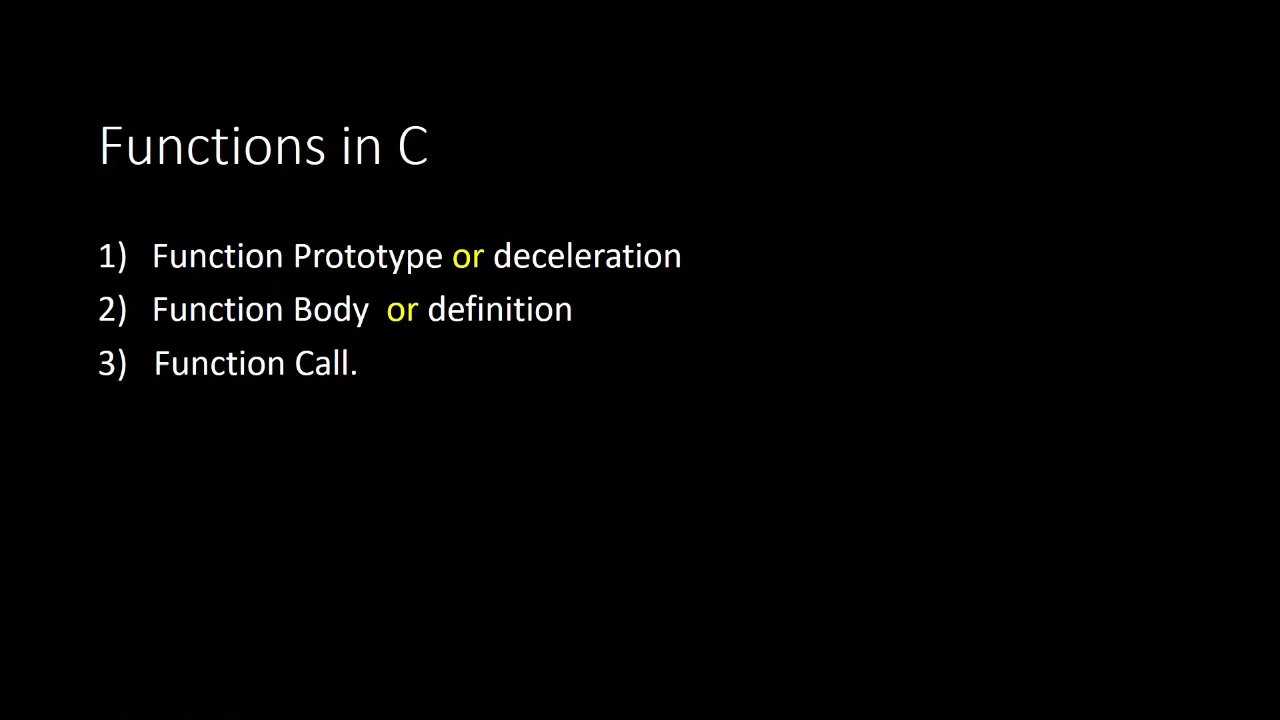 Functions in C
1) Function Prototype or deceleration
2) Function Body or definition
3) Function Call.